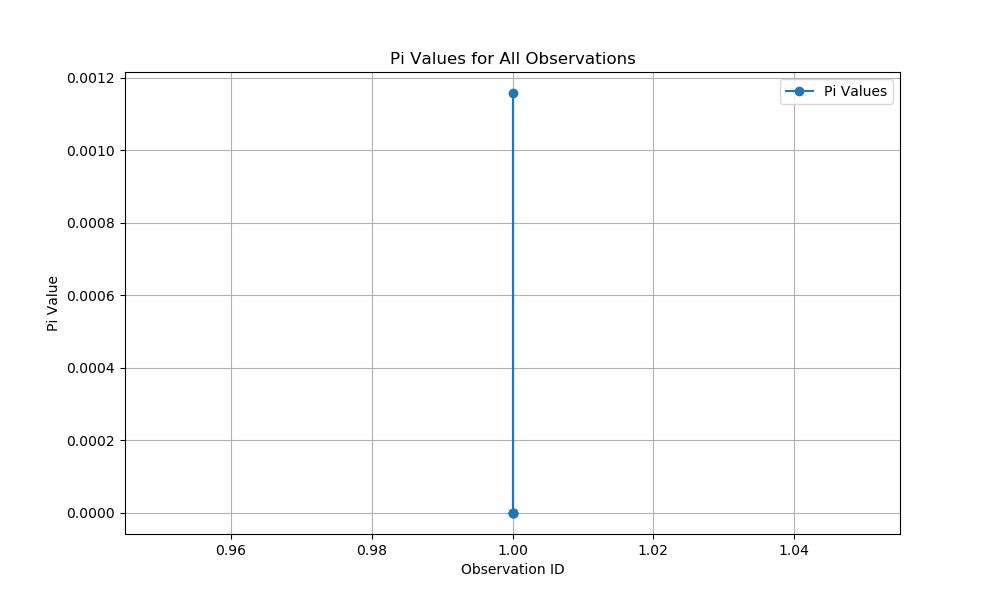 Pi Values for All Observations
Pi Values
0.0012
0.0010
0.0008
0.0006
0.0004
0.0002
0.0000
Pi Value
0.96 0.98 1.00 1.02 1.04
Observation ID